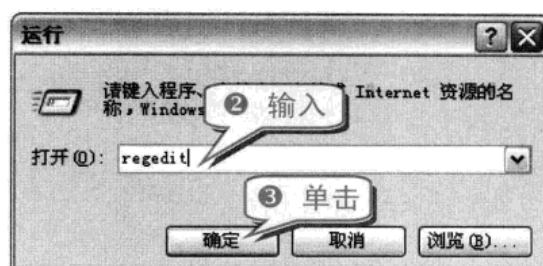 运行
请键入程序、 Internet 资源的名
称，Windows
❷ 输入
打开(O): regedit
❸ 单击
确定 取消 浏览(B)...